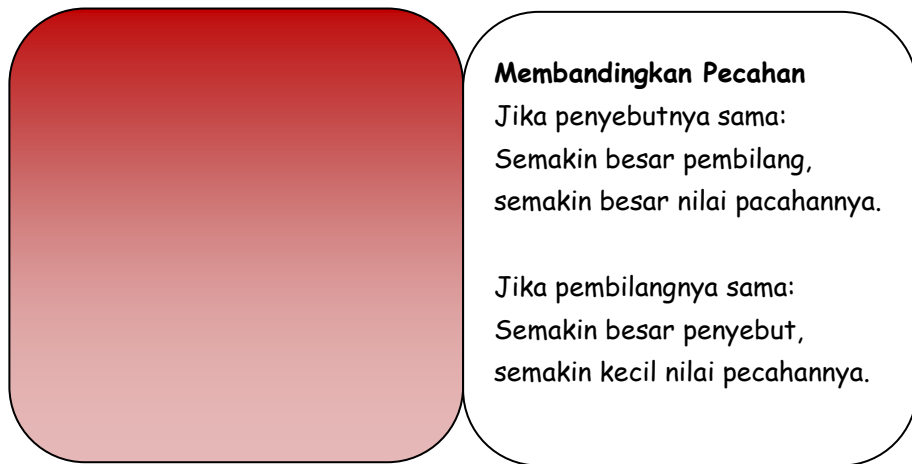 Membandingkan Pecahan
Jika penyebutnya sama:
Semakin besar pembilang,
semakin besar nilai pacahannya.
Jika pembilangnya sama:
Semakin besar penyebut,
semakin kecil nilai pecahannya.